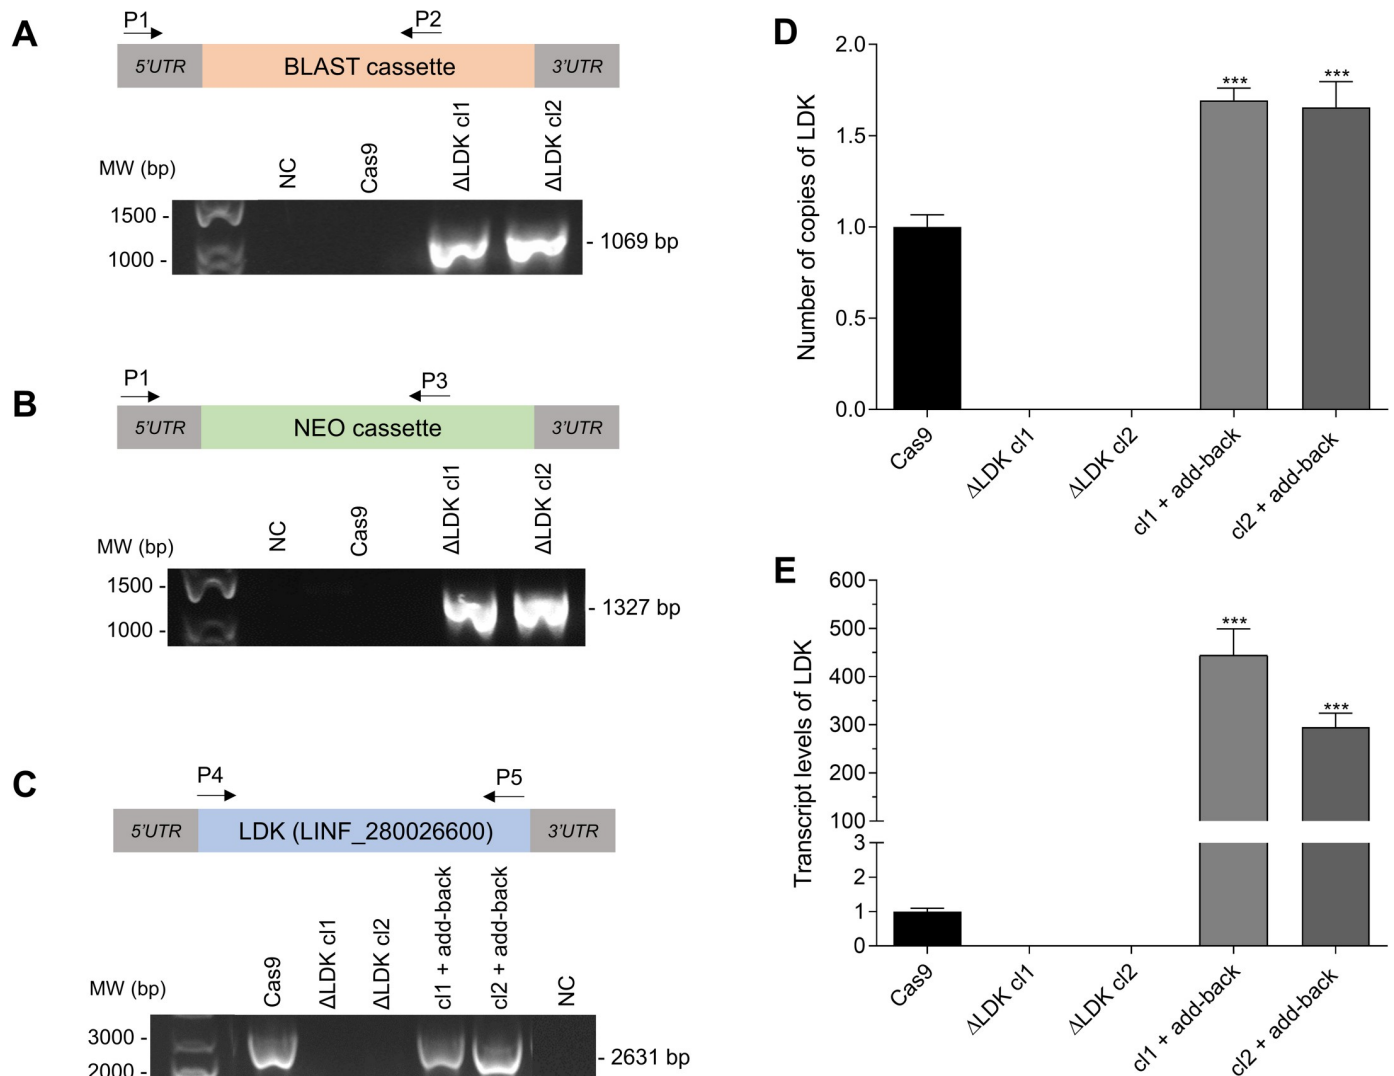 A
P1
P2
5'UTR
BLAST cassette
3'UTR
MW (bp)
NC
Cas9
ΔLDK cl1
ΔLDK cl2
1500 -
1000 -
- 1069 bp
B
P1
P3
5'UTR
NEO cassette
3'UTR
MW (bp)
NC
Cas9
ΔLDK cl1
ΔLDK cl2
1500 -
1000 -
- 1327 bp
C
P4
P5
5'UTR
LDK (LINF_280026600)
3'UTR
MW (bp)
Cas9
ΔLDK cl1
ΔLDK cl2
cl1 + add-back
cl2 + add-back
NC
3000 -
2000 -
- 2631 bp
D
Number of copies of LDK
2.0
1.5
1.0
0.5
0.0
***
***
Cas9
ΔLDK cl1
ΔLDK cl2
cl1 + add-back
cl2 + add-back
E
Transcript levels of LDK
600
500
400
300
200
100
3
2
1
0
***
***
Cas9
ΔLDK cl1
ΔLDK cl2
cl1 + add-back
cl2 + add-back